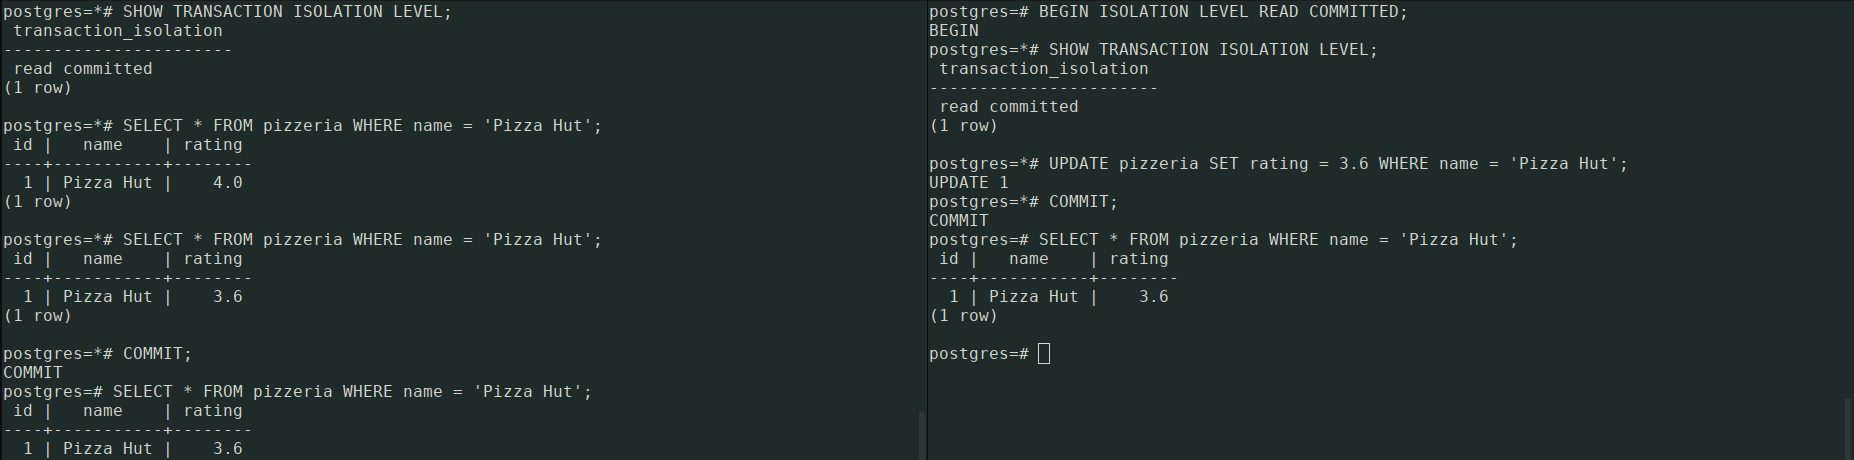 postgres=*# SHOW TRANSACTION ISOLATION LEVEL;
 transaction_isolation
-----------------------
 read committed
(1 row)

postgres=*# SELECT * FROM pizzeria WHERE name = 'Pizza Hut';
 id |   name    | rating
----+-----------+--------
  1 | Pizza Hut |    4.0
(1 row)

postgres=*# SELECT * FROM pizzeria WHERE name = 'Pizza Hut';
 id |   name    | rating
----+-----------+--------
  1 | Pizza Hut |    3.6
(1 row)

postgres=*# COMMIT;
COMMIT
postgres=# SELECT * FROM pizzeria WHERE name = 'Pizza Hut';
 id |   name    | rating
----+-----------+--------
  1 | Pizza Hut |    3.6
postgres=# BEGIN ISOLATION LEVEL READ COMMITTED;
BEGIN
postgres=*# SHOW TRANSACTION ISOLATION LEVEL;
 transaction_isolation
-----------------------
 read committed
(1 row)

postgres=*# UPDATE pizzeria SET rating = 3.6 WHERE name = 'Pizza Hut';
UPDATE 1
postgres=*# COMMIT;
COMMIT
postgres=# SELECT * FROM pizzeria WHERE name = 'Pizza Hut';
 id |   name    | rating
----+-----------+--------
  1 | Pizza Hut |    3.6
(1 row)

postgres=#